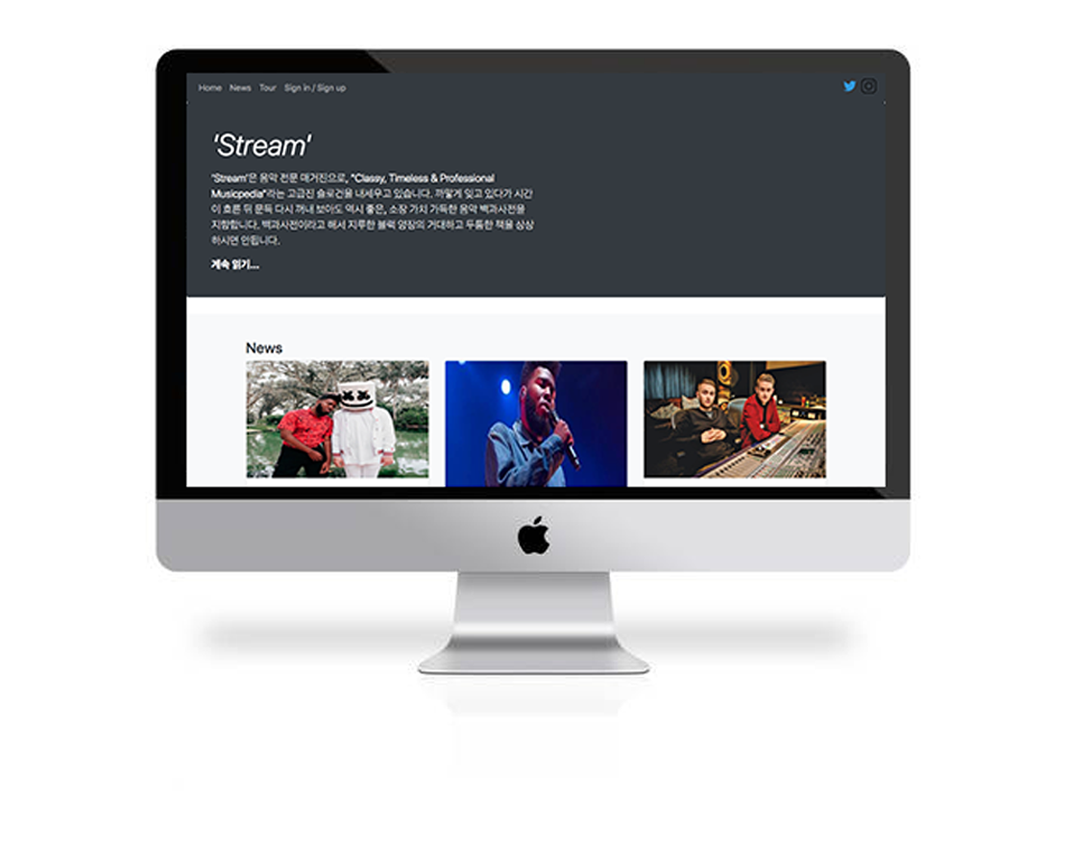 Home News Tour Sign in / Sign up
'Stream'
'Stream'은 음악 전문 매거진으로, "Classy, Timeless & Professional
Musicpedia"라는 고급진 슬로건을 내세우고 있습니다. 까맣게 잊고 있다가 시간
이 흐른 뒤 문득 다시 꺼내 보아도 역시 좋은, 소장 가치 가득한 음악 백과사전을
지향합니다. 백과사전이라고 해서 지루한 블럭 염장의 거대하고 두툼한 책을 상상
하시면 안됩니다.
계속 읽기...
News